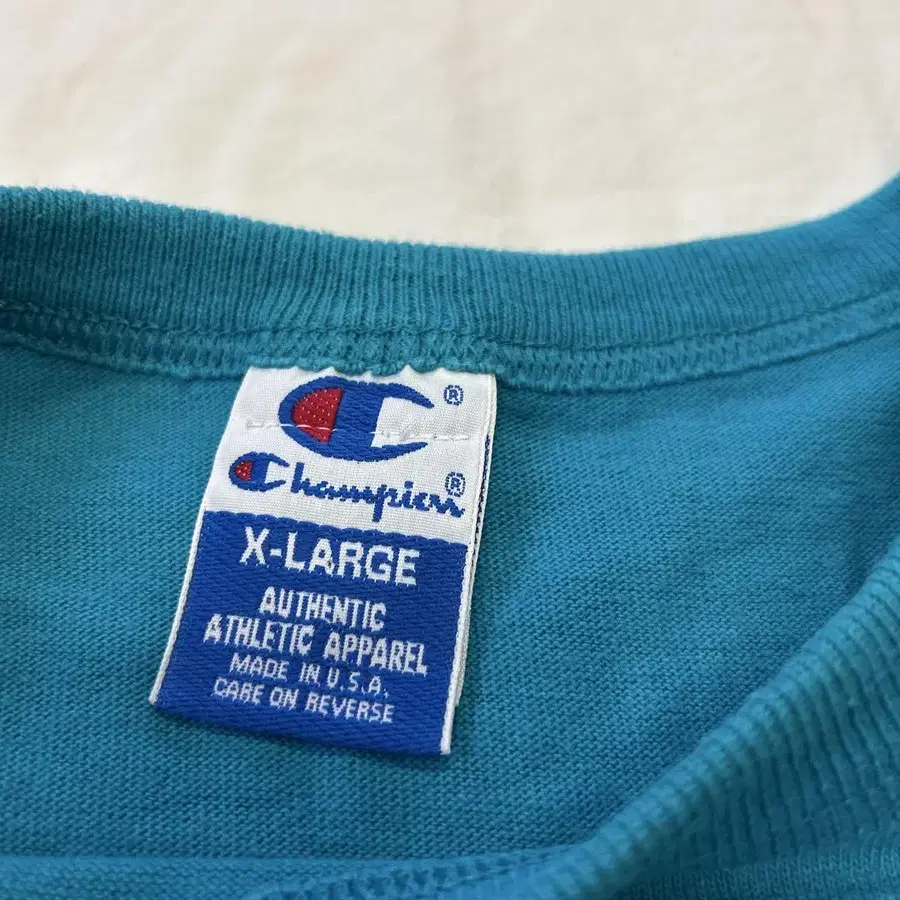 ®
Champion®
X-LARGE
AUTHENTIC
ATHLETIC APPAREL
MADE IN U.S.A.
CARE ON REVERSE